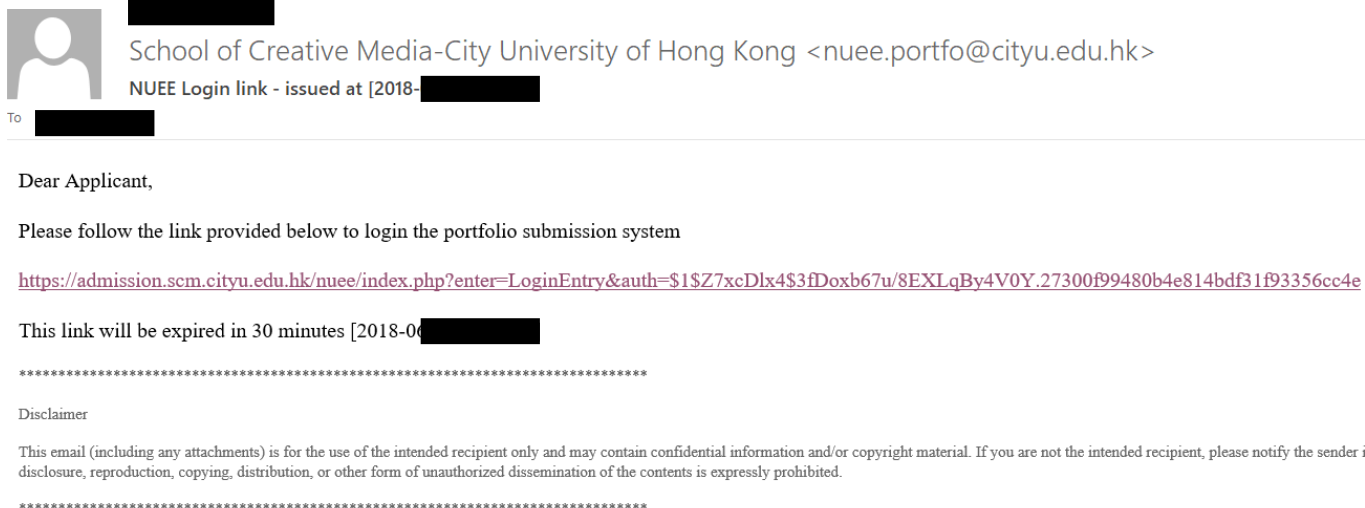 School of Creative Media-City University of Hong Kong <nuee.portfo@cityu.edu.hk>
NUEE Login link - issued at [2018-
To
Dear Applicant,
Please follow the link provided below to login the portfolio submission system
https://admission.scm.cityu.edu.hk/nuee/index.php?enter=LoginEntry&auth=$1$Z7xcDlx4$3fDoxb67u/8EXLqBy4V0Y.27300f99480b4e814bdf31f93356cc4e
This link will be expired in 30 minutes [2018-0
********************************************************************************
Disclaimer
This email (including any attachments) is for the use of the intended recipient only and may contain confidential information and/or copyright material. If you are not the intended recipient, please notify the sender i
disclosure, reproduction, copying, distribution, or other form of unauthorized dissemination of the contents is expressly prohibited.
********************************************************************************